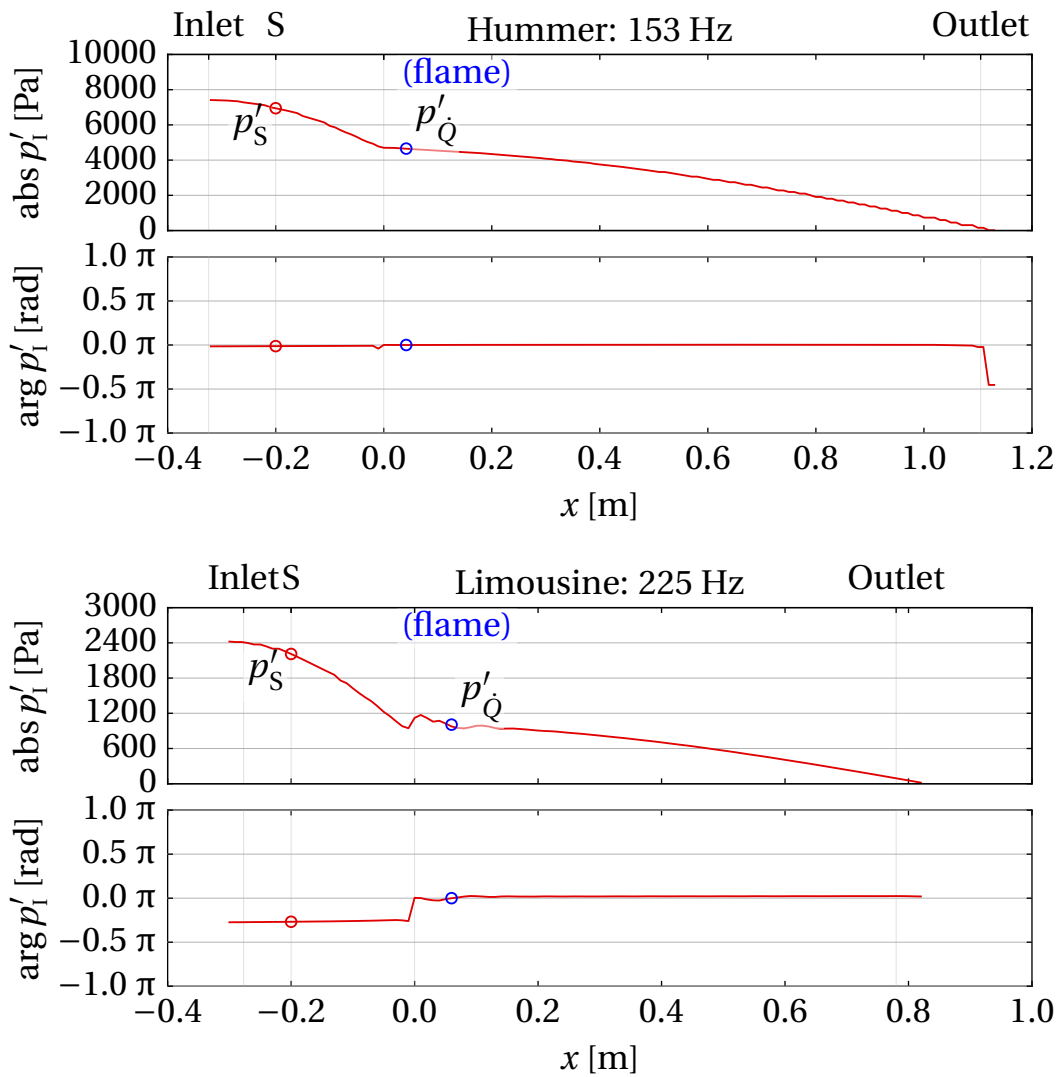 Inlet S Hummer: 153 Hz Outlet
10000
8000
6000
4000
2000
0
abs p′I [Pa]
(flame)
p′S
p′Q̇
1.0 π
0.5 π
0.0 π
−0.5 π
−1.0 π
arg p′I [rad]
−0.4 −0.2 0.0 0.2 0.4 0.6 0.8 1.0 1.2
x [m]
Inlet S Limousine: 225 Hz Outlet
3000
2400
1800
1200
600
0
abs p′I [Pa]
(flame)
p′S
p′Q̇
1.0 π
0.5 π
0.0 π
−0.5 π
−1.0 π
arg p′I [rad]
−0.4 −0.2 0.0 0.2 0.4 0.6 0.8 1.0
x [m]